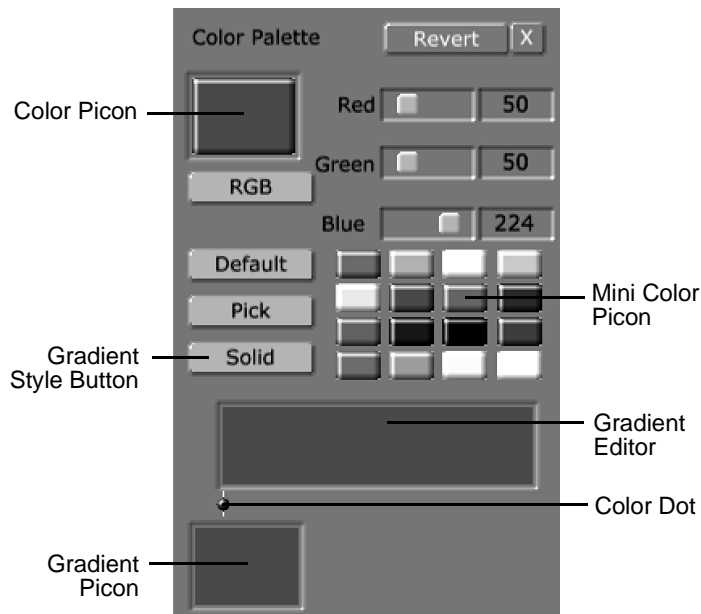 Color Palette
Revert
X
Color Picon
Red
50
Green
50
RGB
Blue
224
Default
Mini Color
Picon
Pick
Gradient
Style Button
Solid
Gradient
Editor
Color Dot
Gradient
Picon